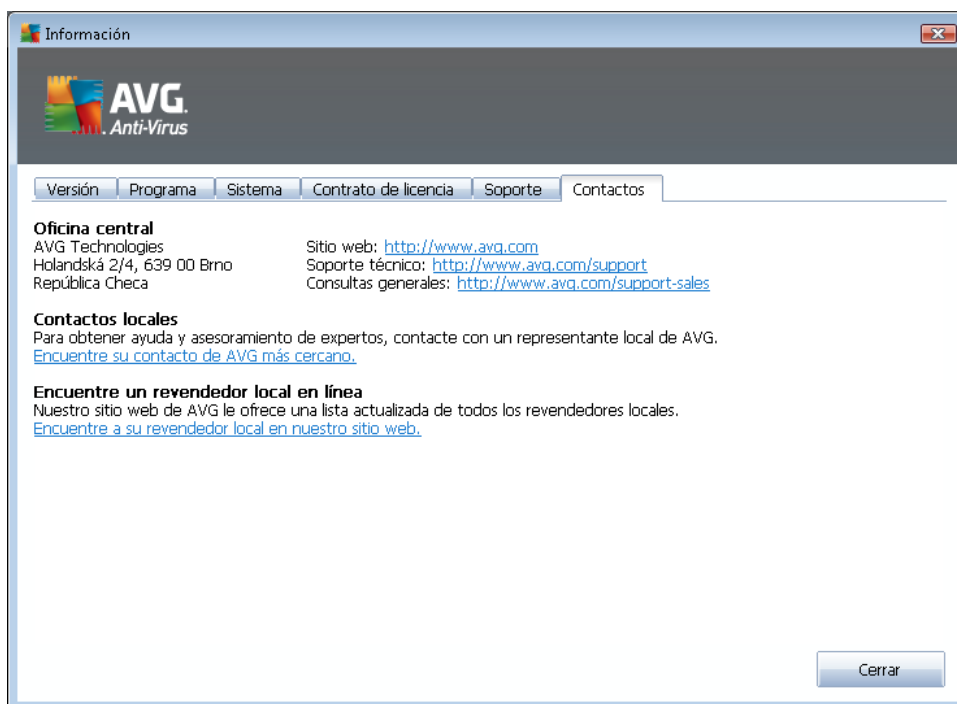 Información
AVG.
Anti-Virus
Versión Programa Sistema Contrato de licencia Soporte Contactos
Oficina central
AVG Technologies Sitio web: http://www.avg.com
Holandská 2/4, 639 00 Brno Soporte técnico: http://www.avg.com/support
República Checa Consultas generales: http://www.avg.com/support-sales
Contactos locales
Para obtener ayuda y asesoramiento de expertos, contacte con un representante local de AVG.
Encuentre su contacto de AVG más cercano.
Encuentre un revendedor local en línea
Nuestro sitio web de AVG le ofrece una lista actualizada de todos los revendedores locales.
Encuentre a su revendedor local en nuestro sitio web.
Cerrar